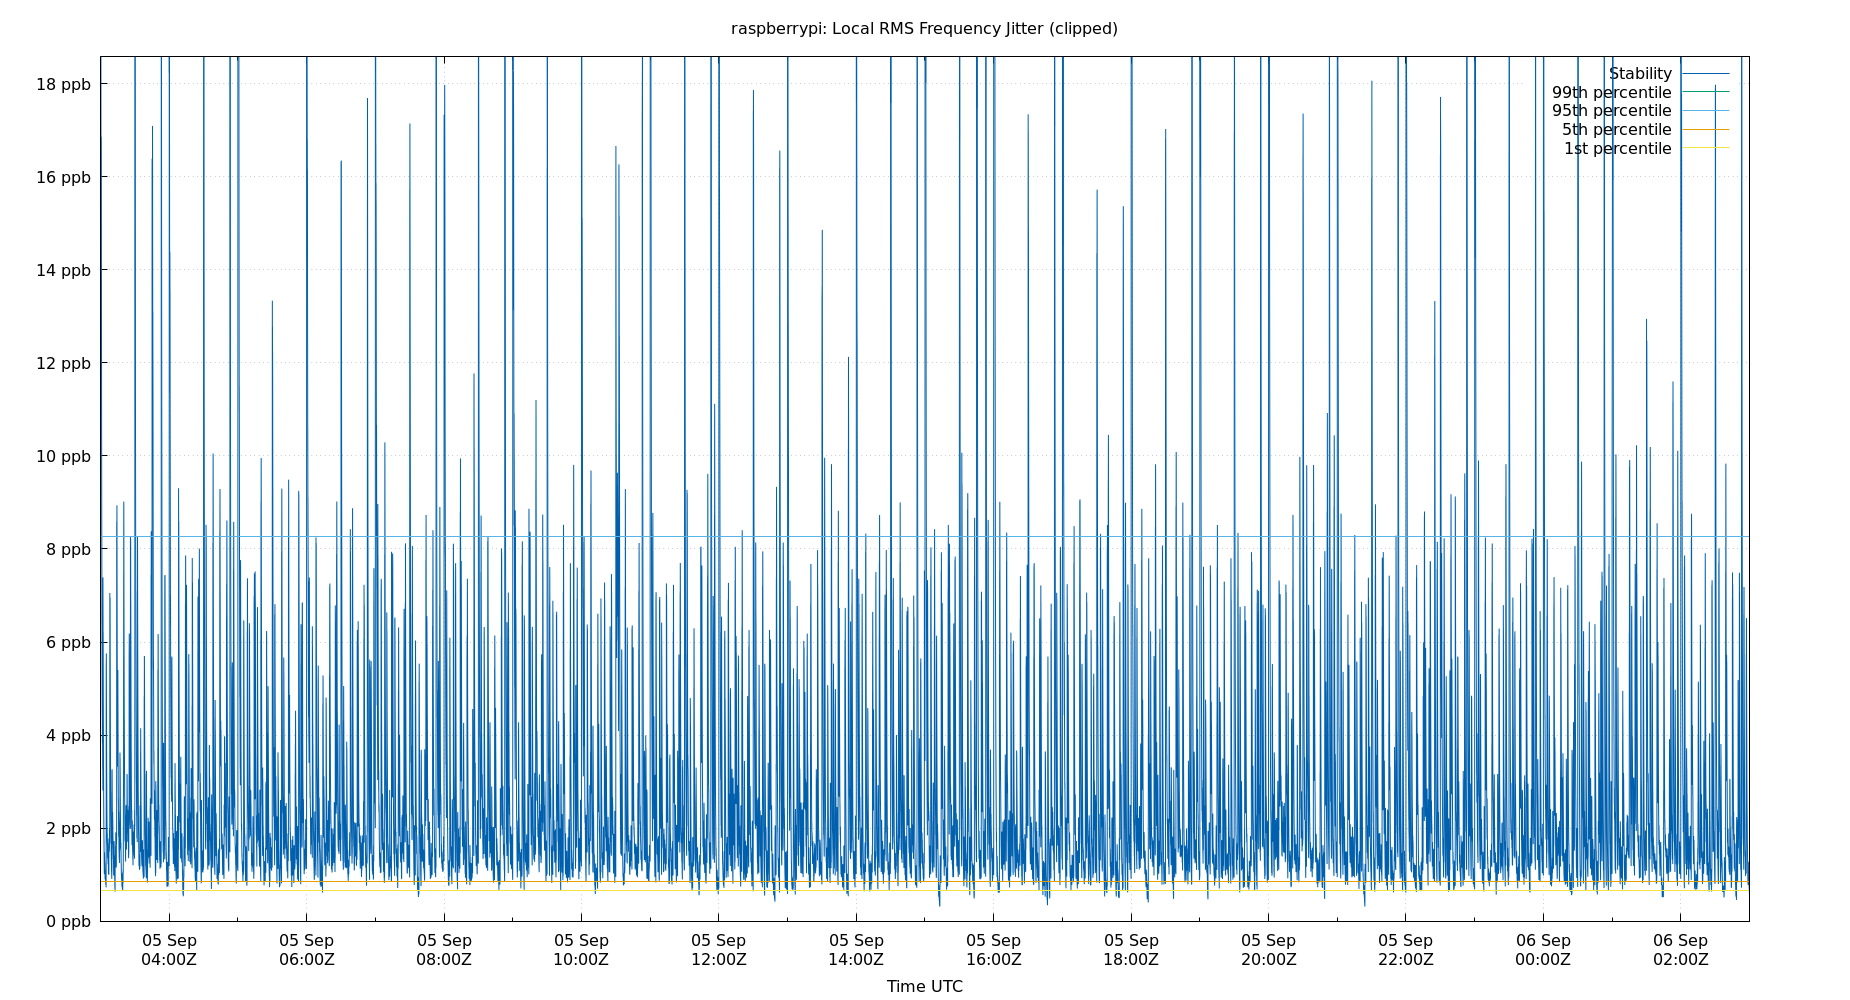 raspberrypi: Local RMS Frequency Jitter (clipped)
18 ppb
16 ppb
14 ppb
12 ppb
10 ppb
8 ppb
6 ppb
4 ppb
2 ppb
0 ppb
Stability
99th percentile
95th percentile
5th percentile
1st percentile
05 Sep 05 Sep 05 Sep 05 Sep 05 Sep 05 Sep 05 Sep 05 Sep 05 Sep 05 Sep 06 Sep 06 Sep
04:00Z 06:00Z 08:00Z 10:00Z 12:00Z 14:00Z 16:00Z 18:00Z 20:00Z 22:00Z 00:00Z 02:00Z
Time UTC